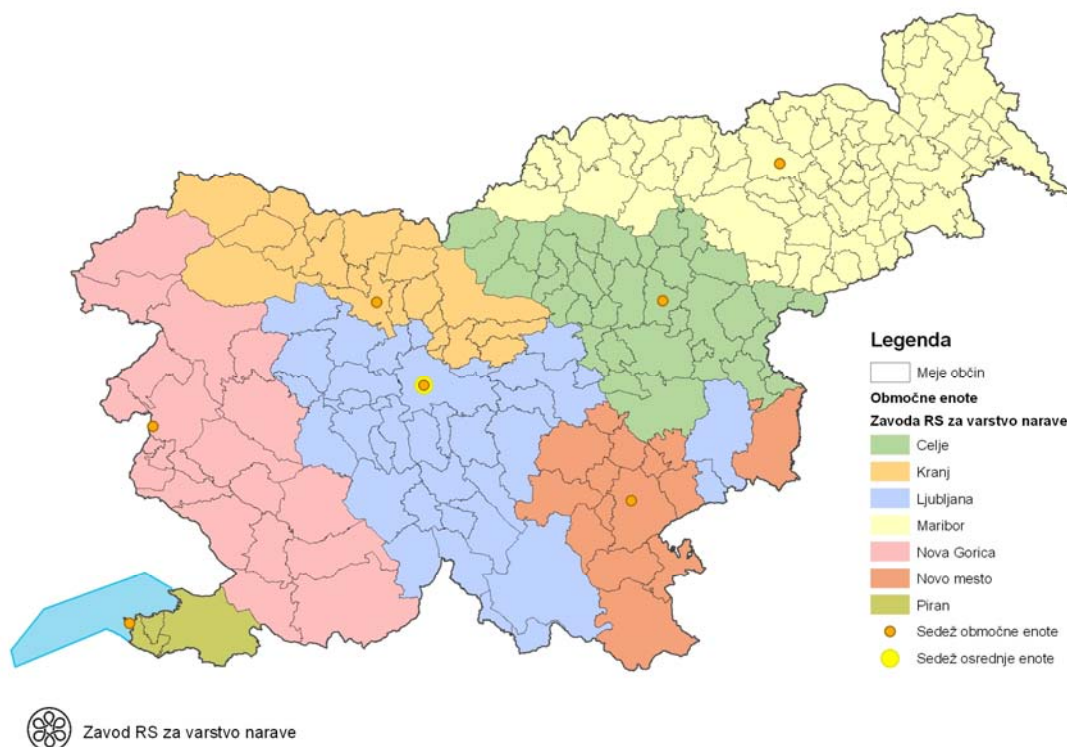 Legenda
Meje občin
Območne enote
Zavoda RS za varstvo narave
Celje
Kranj
Ljubljana
Maribor
Nova Gorica
Novo mesto
Piran
Sedež območne enote
Sedež osrednje enote
Zavod RS za varstvo narave